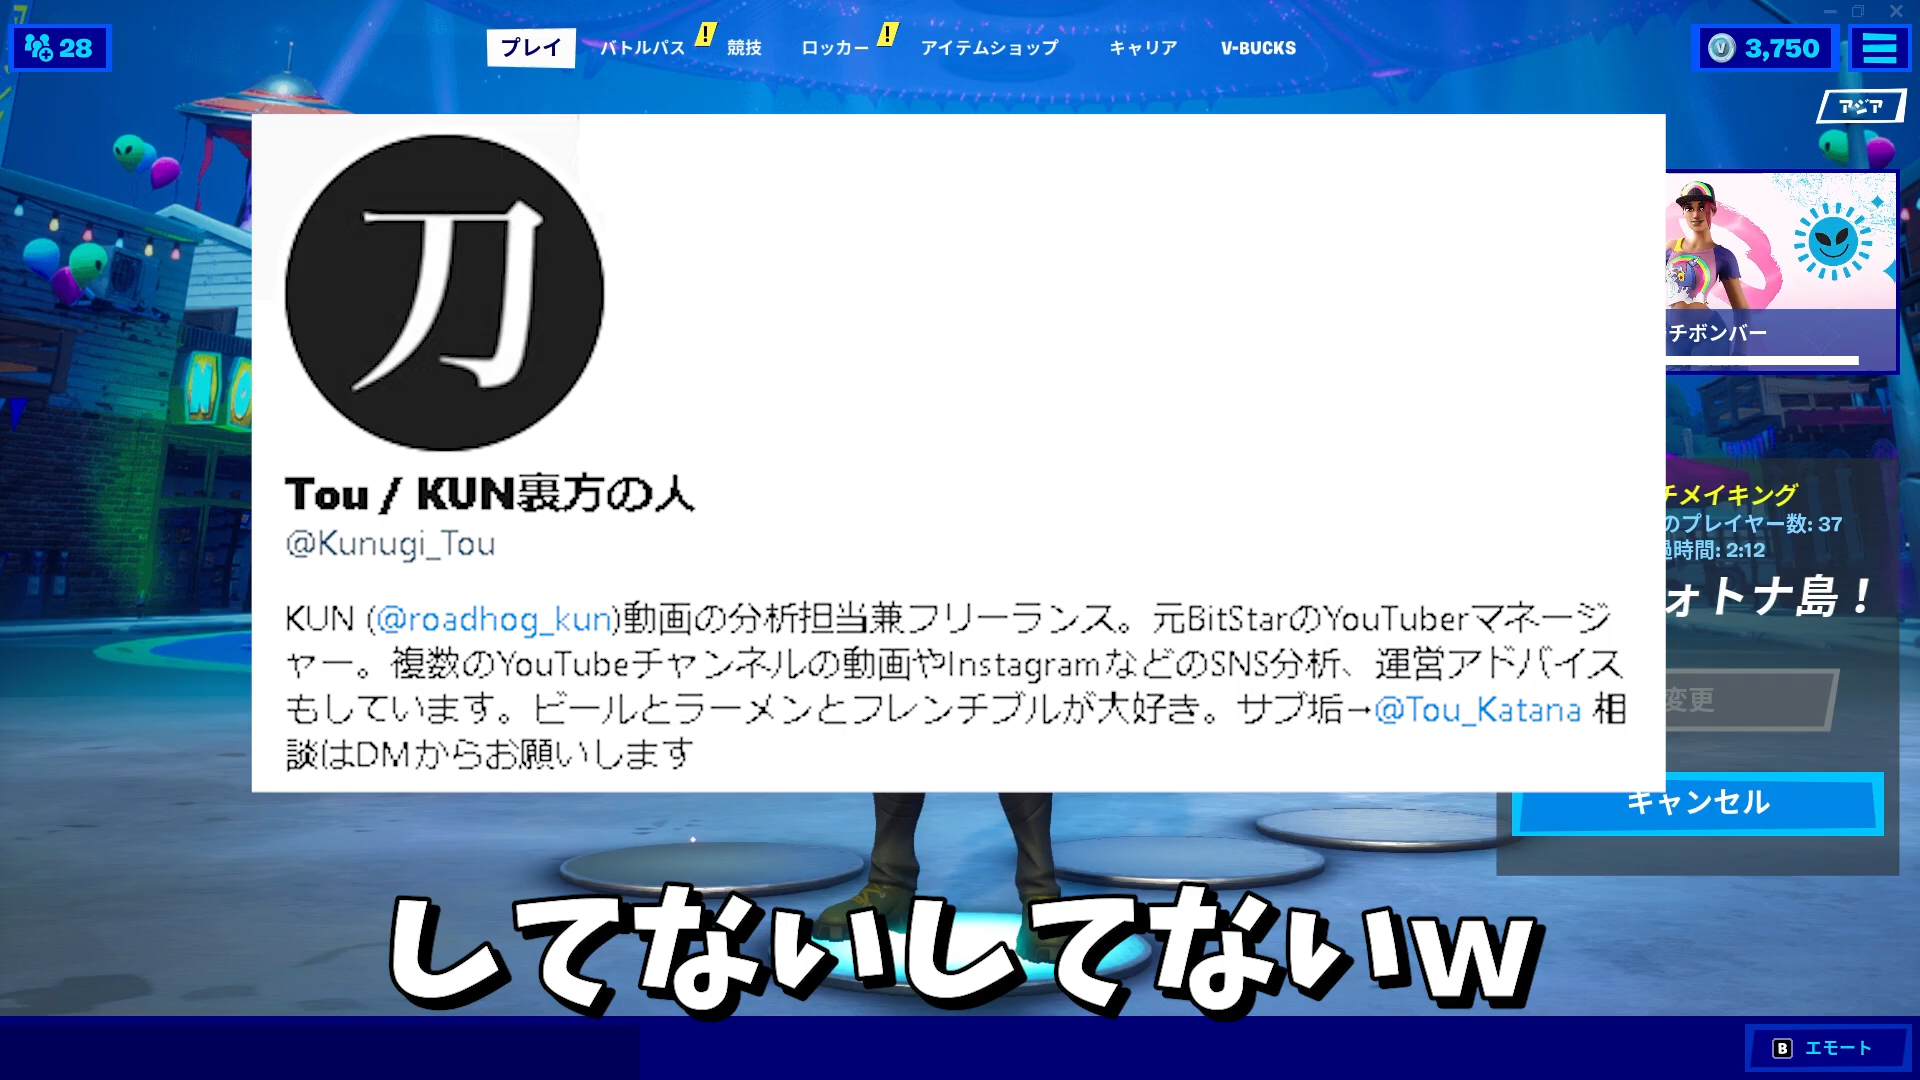 28
プレイ バトルパス ! 競技 ロッカー ! アイテムショップ キャリア V-BUCKS
3,750
アジア
刀
チボンバー
Tou / KUN裏方の人
@Kunugi_Tou
KUN (@roadhog_kun)動画の分析担当兼フリーランス。元BitStarのYouTuberマネージ
ャー。複数のYouTubeチャンネルの動画やInstagramなどのSNS分析、運営アドバイス
もしています。ビールとラーメンとフレンチブルが大好き。サブ垢→@Tou_Katana 相
談はDMからお願いします
チメイキング
のプレイヤー数: 37
過時間: 2:12
ォトナ島！
変更
キャンセル
してないしてないw
B エモート